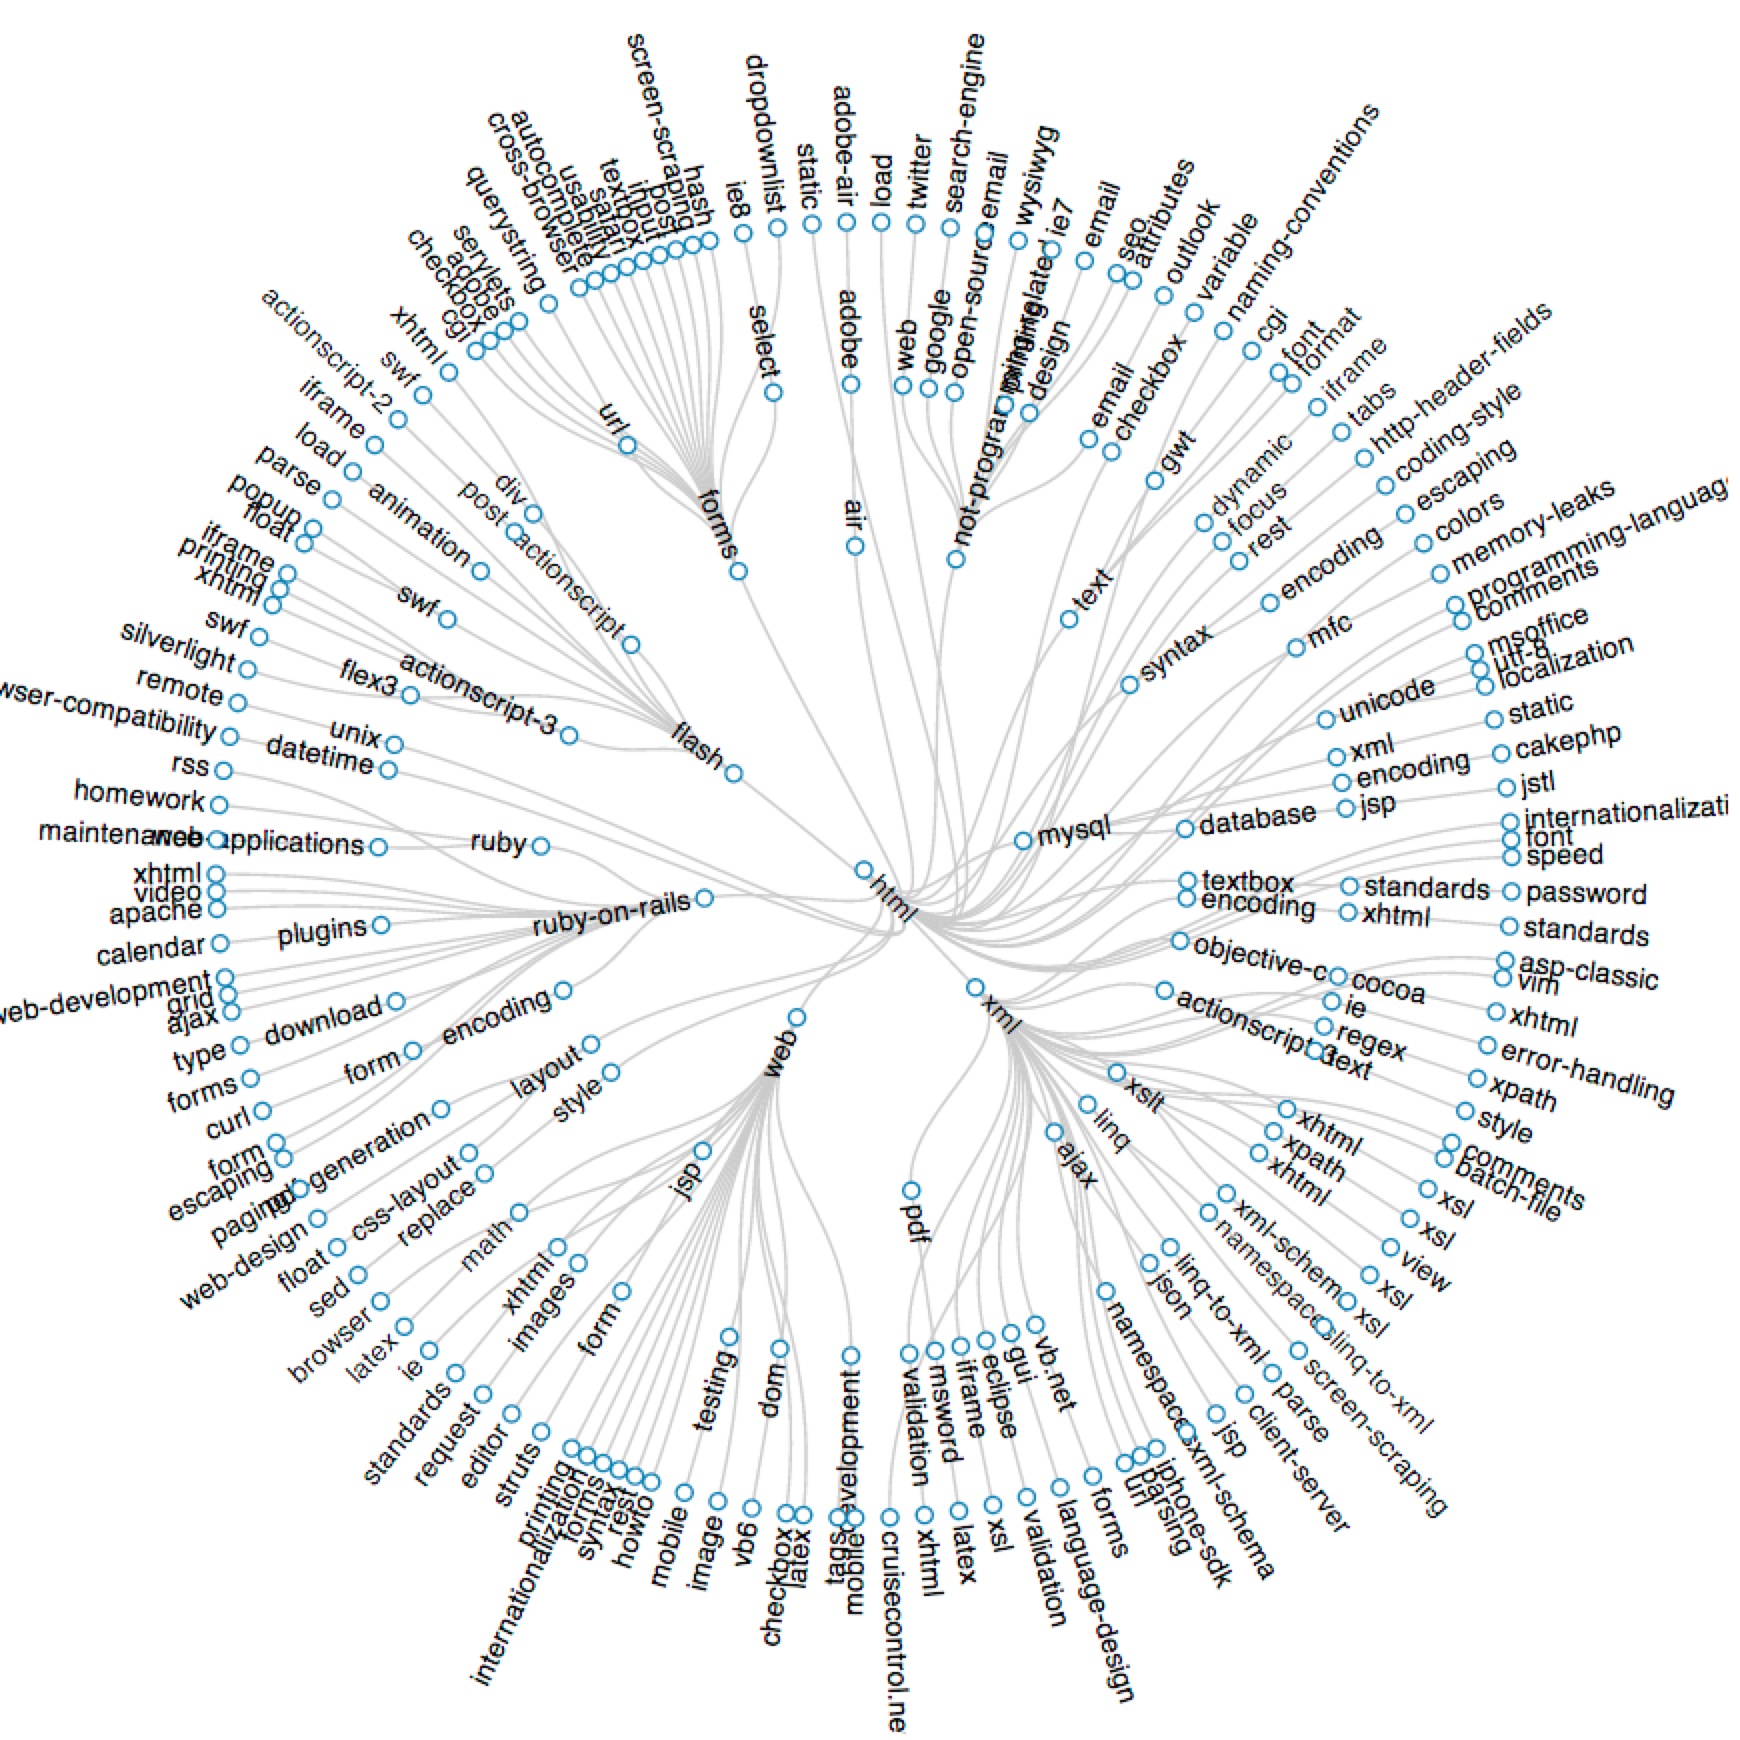 html
forms
url
checkbox
cgi
adobe
servlets
querystring
cross-browser
autocomplete
usability
safari
textbox
input
post
screen-scraping
hash
select
ie8
dropdownlist
static
air
adobe
adobe-air
load
web
twitter
google
search-engine
open-source
email
wysiwyg
ie7
design
email
seo
attributes
email
outlook
checkbox
variable
naming-conventions
gwt
cgi
text
font
format
dynamic
iframe
focus
tabs
rest
http-header-fields
syntax
encoding
coding-style
escaping
colors
mfc
memory-leaks
programming-languag
comments
mysql
unicode
msoffice
utf-8
localization
xml
static
encoding
cakephp
database
jsp
jstl
internationalizati
font
speed
textbox
standards
password
encoding
xhtml
standards
objective-c
cocoa
asp-classic
vim
xhtml
actionscript-3
ie
error-handling
regex
xpath
text
style
xml
xslt
xhtml
comments
batch-file
xpath
xsl
xhtml
xsl
view
linq
xml-schema
xsl
namespaces
xsl
linq-to-xml
linq-to-xml
screen-scraping
json
parse
client-server
ajax
namespaces
jsp
xml-schema
iphone-sdk
parsing
url
forms
vb.net
language-design
gui
validation
eclipse
xsl
iframe
latex
pdf
msword
xhtml
validation
cruisecontrol.ne
web
development
mobile
tags
dom
latex
checkbox
vb6
testing
image
mobile
howto
rest
syntax
forms
internationalization
printing
jsp
form
struts
images
editor
xhtml
request
standards
ie
math
latex
browser
style
replace
sed
layout
css-layout
float
web-design
generation
paging
ruby-on-rails
encoding
form
escaping
form
curl
forms
download
type
ajax
grid
web-development
plugins
calendar
apache
video
xhtml
ruby
applications
maintenance
homework
rss
datetime
wser-compatibility
unix
remote
flash
actionscript-3
flex3
silverlight
swf
xhtml
printing
iframe
swf
float
popup
animation
parse
load
iframe
actionscript
post
actionscript-2
div
swf
xhtml